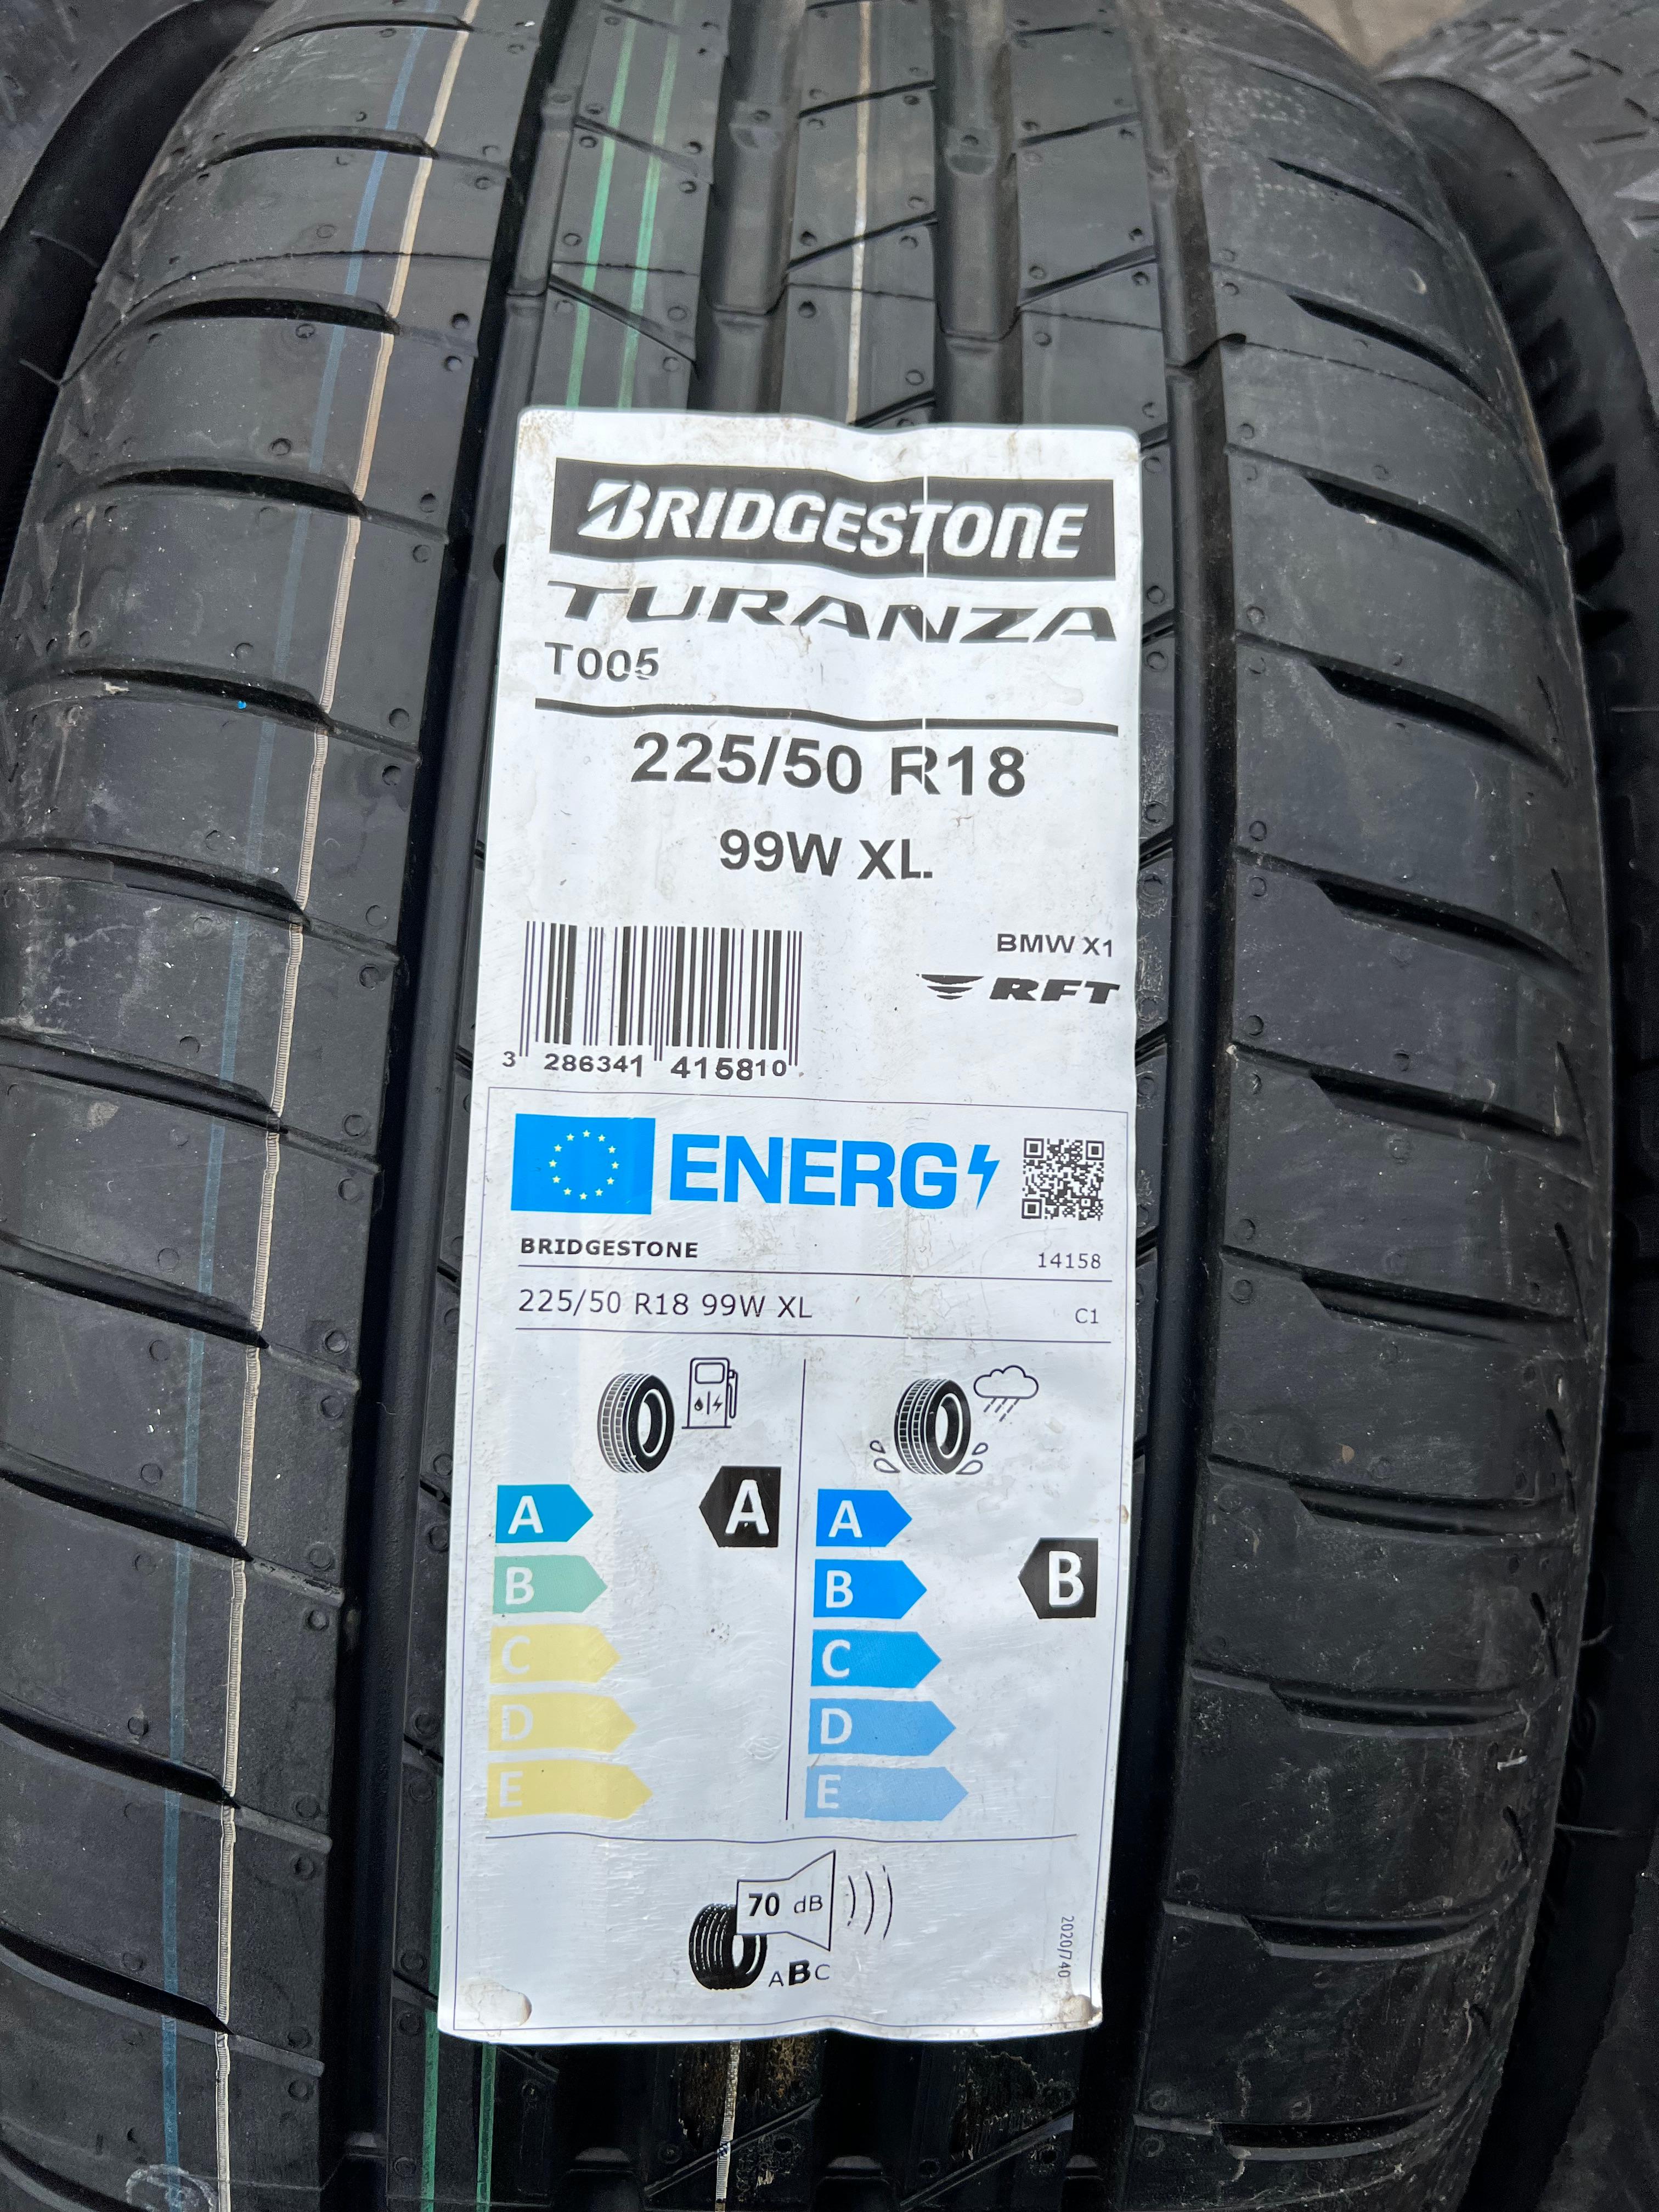 BRIDGESTONE
TURANZA
T005
225/50 R18
99W XL.
BMW X1
RFT
3 286341 415810
ENERG
BRIDGESTONE
14158
225/50 R18 99W XL
C1
A
A
A
B
B
B
C
C
D
D
E
E
70 dB
ABC
2020/740